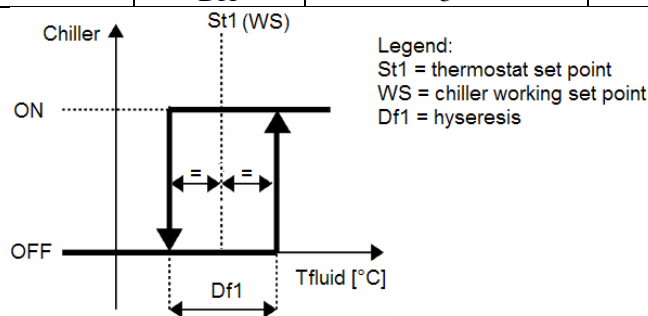 St1 (WS)
Chiller
Legend:
St1 = thermostat set point
WS = chiller working set point
Df1 = hyseresis
ON
= =
OFF
Tfluid [°C]
Df1